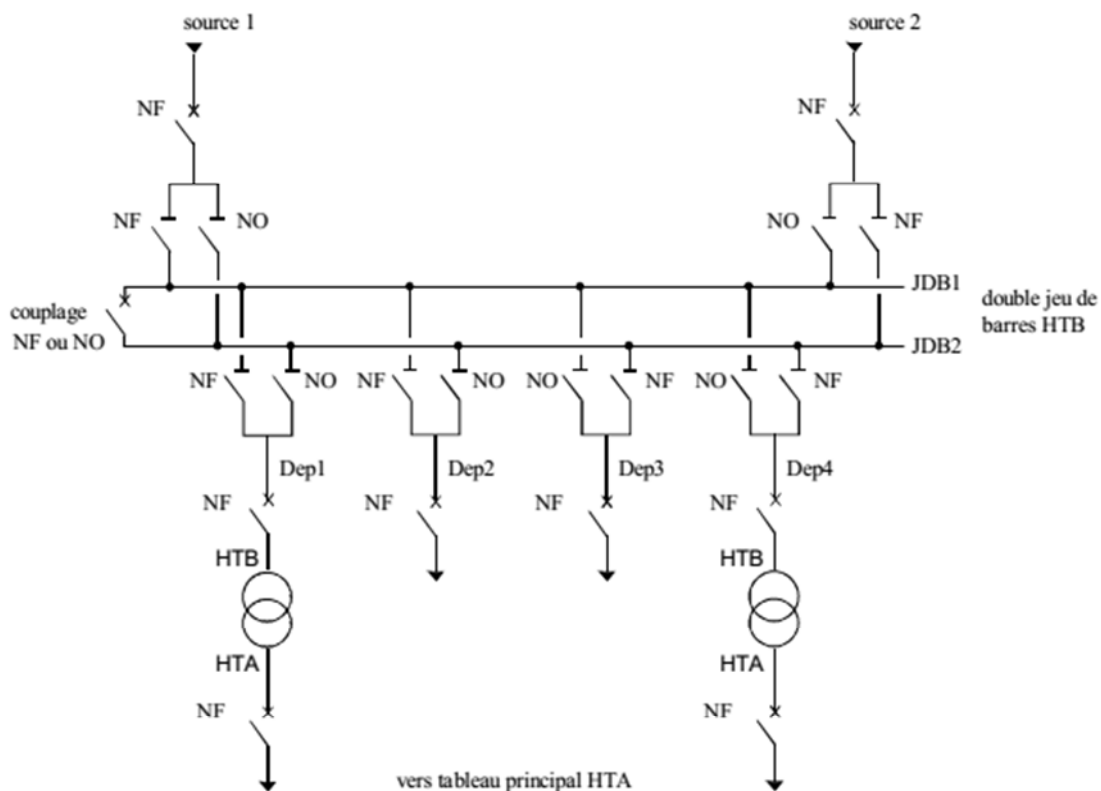 source 1
source 2
NF
NF
NF
NO
NO
NF
JDB1
couplage
NF ou NO
double jeu de
barres HTB
JDB2
NF
NO
NF
NO
NO
NF
NO
NF
Dep1
Dep2
Dep3
Dep4
NF
NF
NF
NF
HTB
HTB
HTA
HTA
NF
NF
vers tableau principal HTA